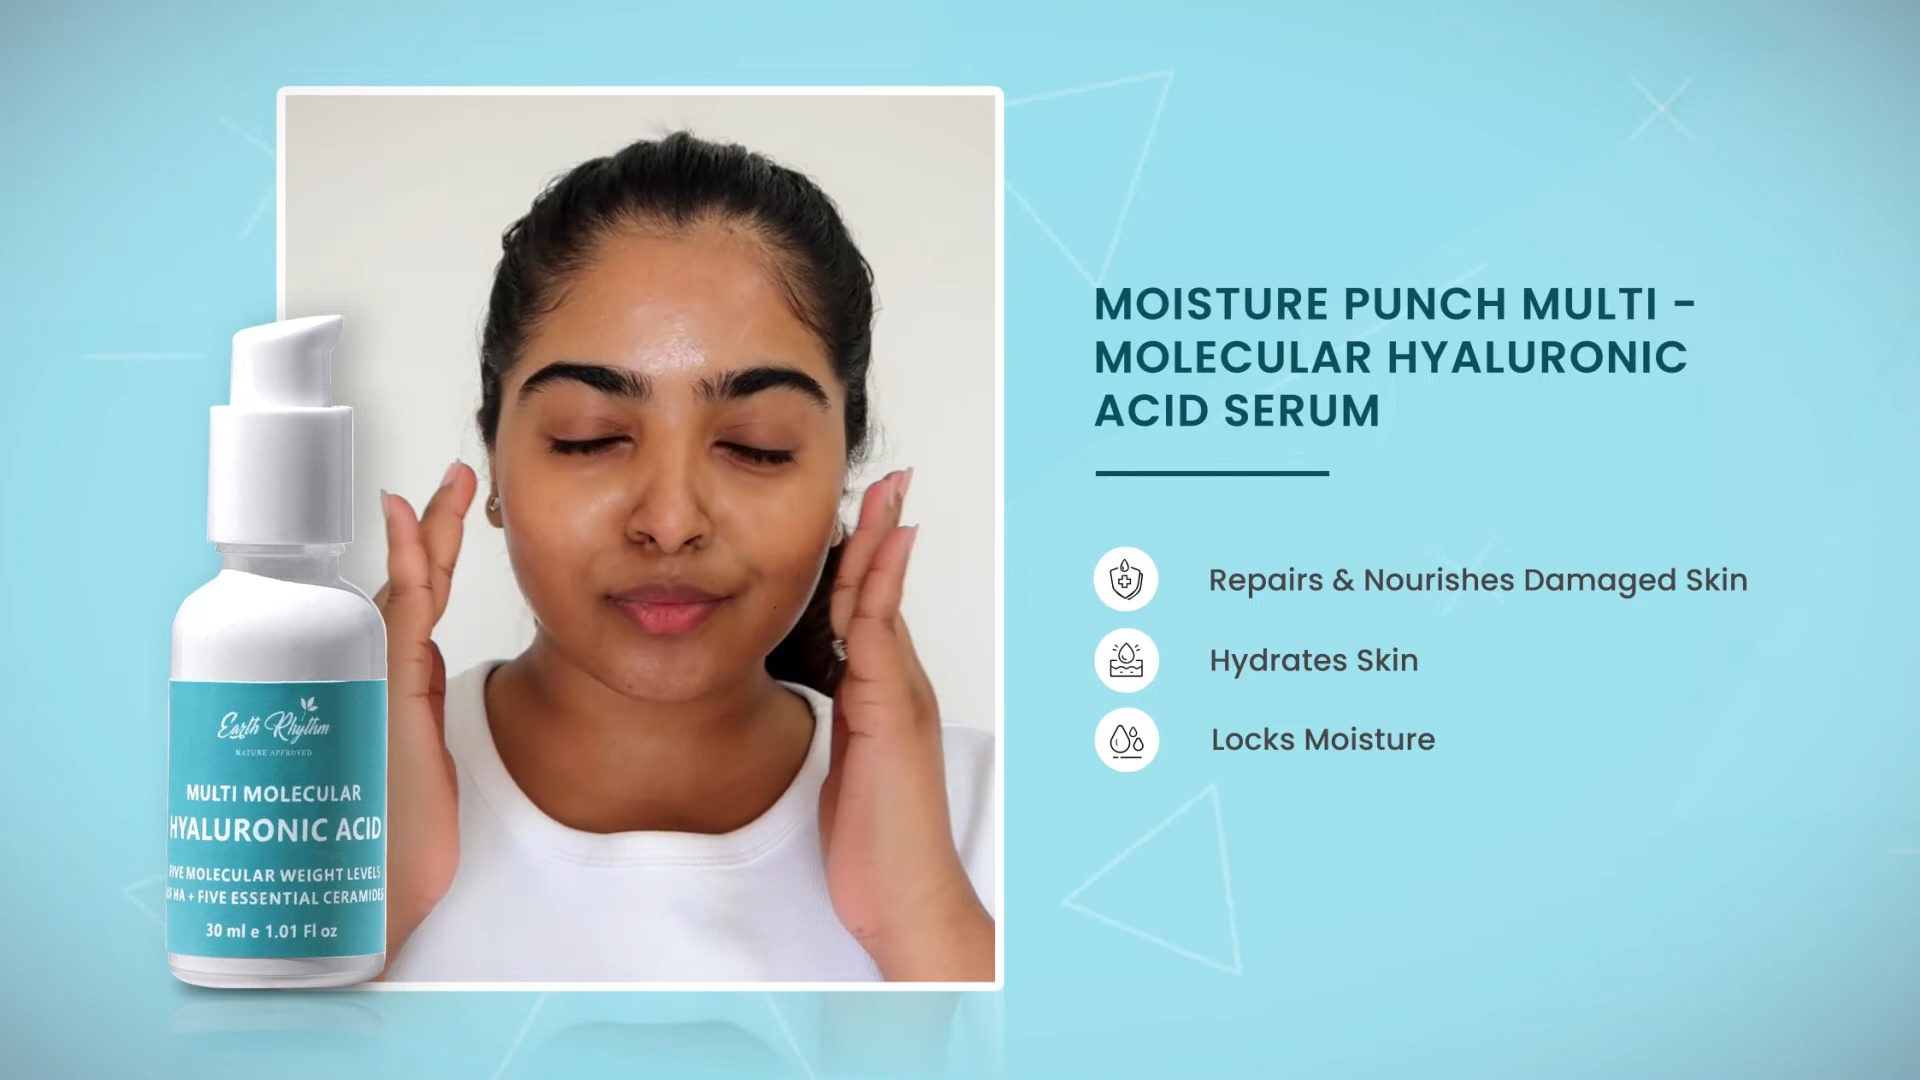 MOISTURE PUNCH MULTI -
MOLECULAR HYALURONIC
ACID SERUM
Repairs & Nourishes Damaged Skin
Hydrates Skin
Locks Moisture
Earth Rhythm
NATURE APPROVED
MULTI MOLECULAR
HYALURONIC ACID
FIVE MOLECULAR WEIGHT LEVELS
OF HA + FIVE ESSENTIAL CERAMIDES
30 ml e 1.01 Fl oz